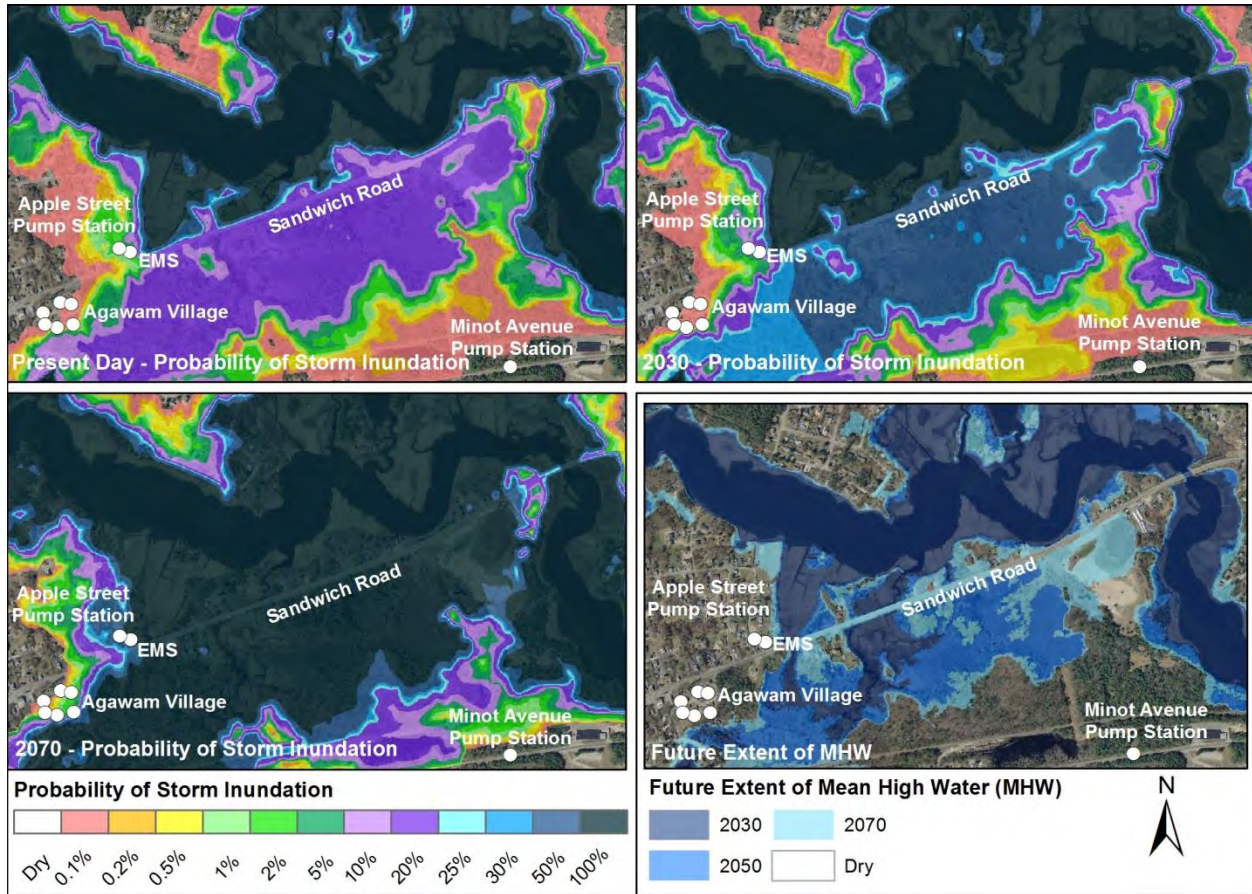 Sandwich Road
Apple Street
Pump Station
EMS
Agawam Village
Minot Avenue
Pump Station
Present Day - Probability of Storm Inundation
Sandwich Road
Apple Street
Pump Station
EMS
Agawam Village
Minot Avenue
Pump Station
2030 - Probability of Storm Inundation
Sandwich Road
Apple Street
Pump Station
EMS
Agawam Village
Minot Avenue
Pump Station
2070 - Probability of Storm Inundation
Sandwich Road
Apple Street
Pump Station
EMS
Agawam Village
Minot Avenue
Pump Station
Future Extent of MHW
Probability of Storm Inundation
Dry 0.1% 0.2% 0.5% 1% 2% 5% 10% 20% 25% 30% 50% 100%
Future Extent of Mean High Water (MHW)
2030 2070
2050 Dry
N